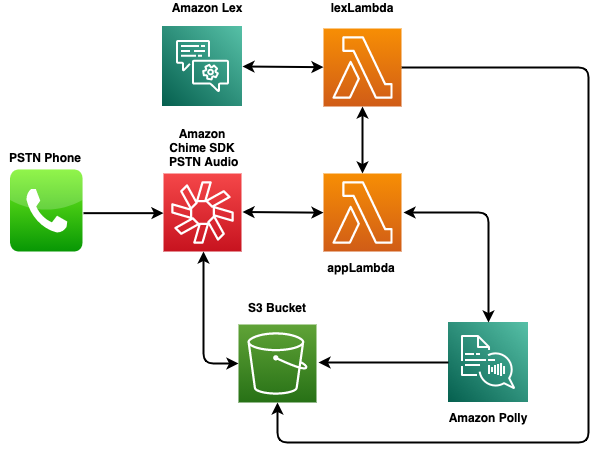 Amazon Lex
lexLambda
Amazon
Chime SDK
PSTN Audio
PSTN Phone
appLambda
S3 Bucket
Amazon Polly